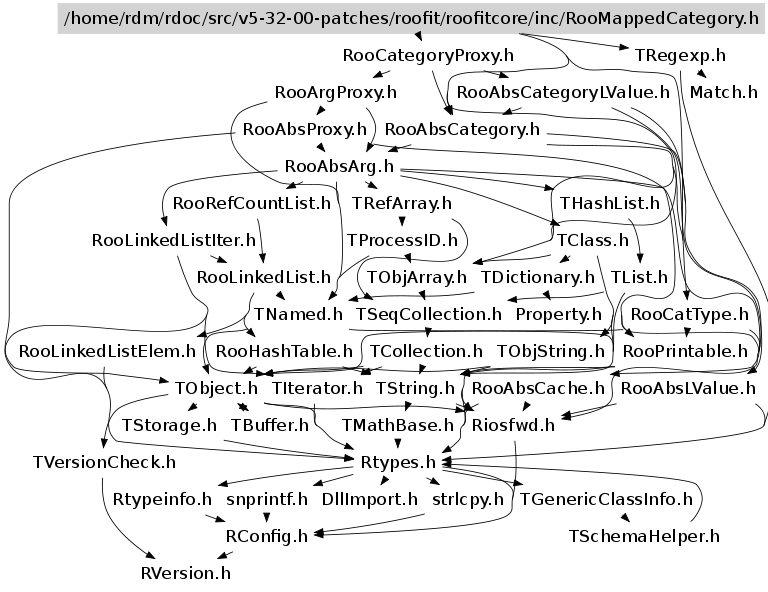 /home/rdm/rdoc/src/v5-32-00-patches/roofit/roofitcore/inc/RooMappedCategory.h
RooCategoryProxy.h TRegexp.h
RooArgProxy.h RooAbsCategoryLValue.h Match.h
RooAbsProxy.h RooAbsCategory.h
RooAbsArg.h
RooRefCountList.h TRefArray.h THashList.h
RooLinkedListIter.h TProcessID.h TClass.h
RooLinkedList.h TObjArray.h TDictionary.h TList.h
TNamed.h TSeqCollection.h Property.h RooCatType.h
RooLinkedListElem.h RooHashTable.h TCollection.h TObjString.h RooPrintable.h
TObject.h TIterator.h TString.h RooAbsCache.h RooAbsLValue.h
TStorage.h TBuffer.h TMathBase.h Riosfwd.h
TVersionCheck.h Rtypes.h
Rtypeinfo.h snprintf.h DllImport.h strlcpy.h TGenericClassInfo.h
RConfig.h TSchemaHelper.h
RVersion.h